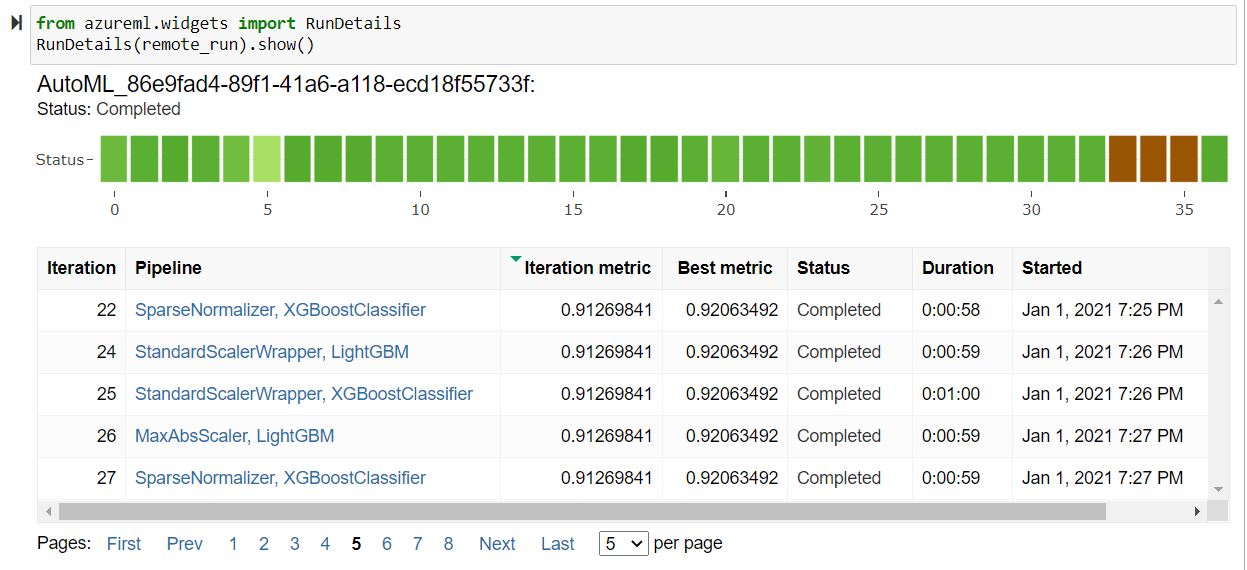 from azureml.widgets import RunDetails
RunDetails(remote_run).show()
AutoML_86e9fad4-89f1-41a6-a118-ecd18f55733f:
Status: Completed
Status
0 5 10 15 20 25 30 35
Iteration Pipeline Iteration metric Best metric Status Duration Started
22 SparseNormalizer, XGBoostClassifier 0.91269841 0.92063492 Completed 0:00:58 Jan 1, 2021 7:25 PM
24 StandardScalerWrapper, LightGBM 0.91269841 0.92063492 Completed 0:00:59 Jan 1, 2021 7:26 PM
25 StandardScalerWrapper, XGBoostClassifier 0.91269841 0.92063492 Completed 0:01:00 Jan 1, 2021 7:26 PM
26 MaxAbsScaler, LightGBM 0.91269841 0.92063492 Completed 0:00:59 Jan 1, 2021 7:27 PM
27 SparseNormalizer, XGBoostClassifier 0.91269841 0.92063492 Completed 0:00:59 Jan 1, 2021 7:27 PM
Pages: First Prev 1 2 3 4 5 6 7 8 Next Last 5 per page